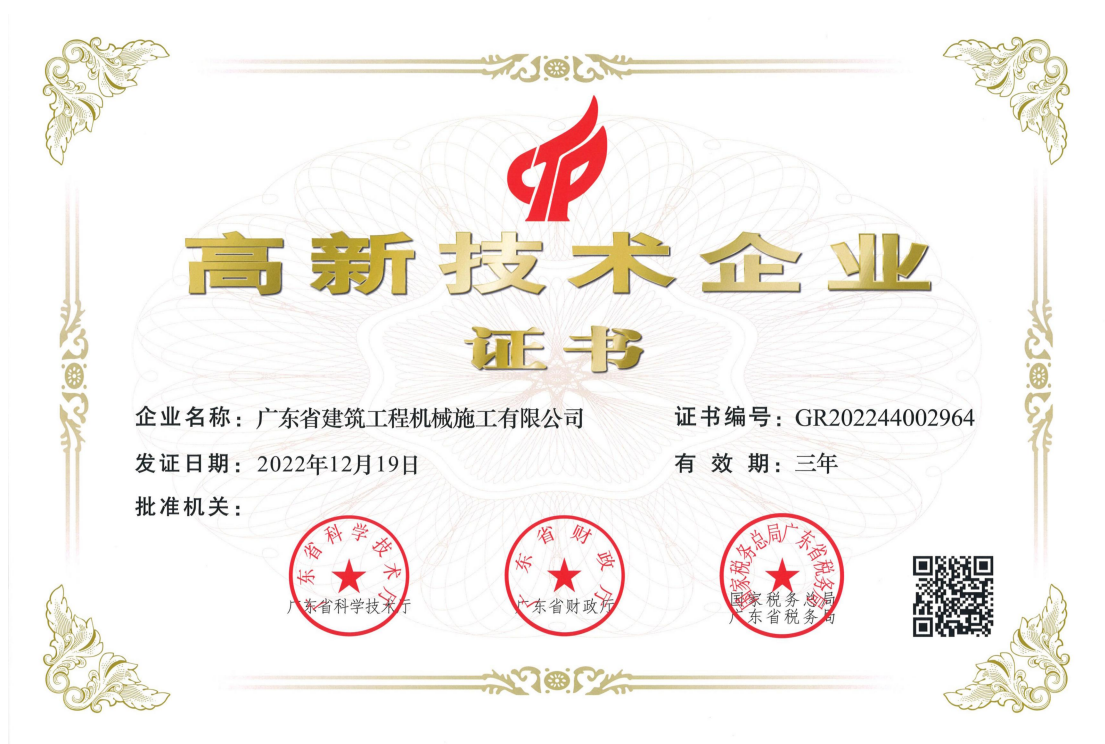 高新技术企业
证书
企业名称：广东省建筑工程机械施工有限公司
证书编号：GR202244002964
发证日期：2022年12月19日
有效期：三年
批准机关：
广东省科学技术厅
广东省科学技术厅
广东省财政厅
广东省财政厅
国家税务总局广东省税务局
国家税务总局
广东省税务局